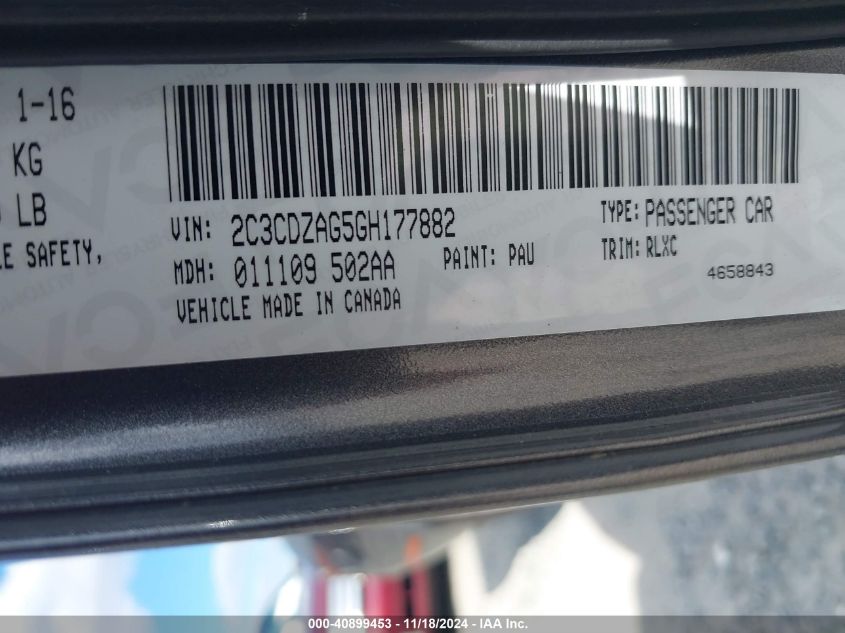 1-16
KG
LB
LE SAFETY,
VIN: 2C3CDZAG5GH177882
TYPE: PASSENGER CAR
MDH: 011109 502AA
PAINT: PAU
TRIM: RLXC
VEHICLE MADE IN CANADA
4658843
000-40899453 - 11/18/2024 - IAA Inc.